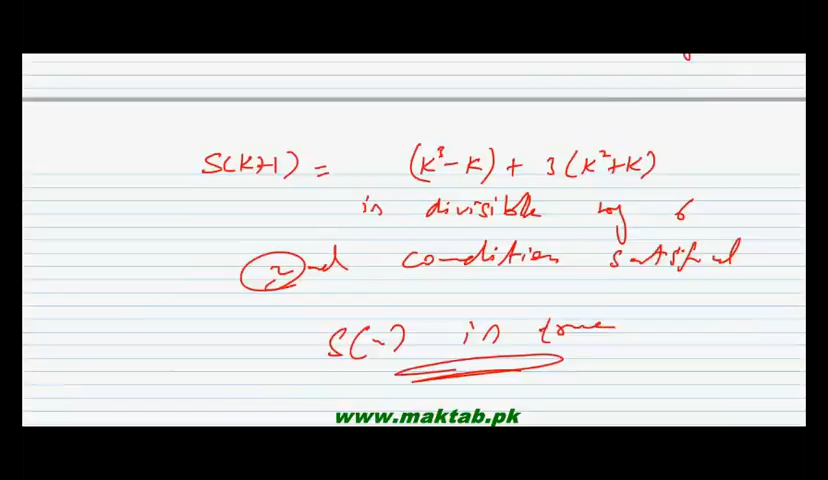 S(K+1) = (K³-K) + 3(K²+K)
is divisible by 6
2nd condition satisfied
S(n) is true
www.maktab.pk